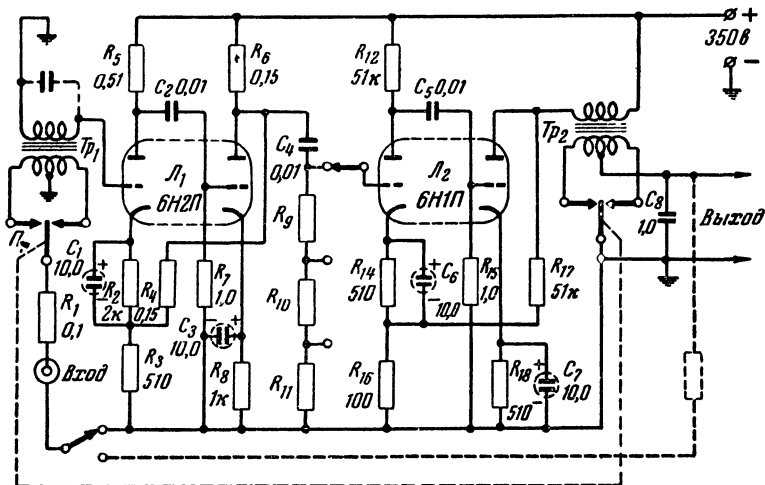 R5
0,51
R6
0,15
R12
51к
+
350 в
-
C2 0,01
C5 0,01
Тр1
Тр2
C4
0,01
Л1
6Н2П
Л2
6Н1П
C8
1,0
Выход
П1
C1
10,0
+
R2
2к
R4
0,15
R7
1,0
R9
R14
510
+
C6
-
10,0
R15
1,0
R17
51к
R1
0,1
-
+
C3
10,0
R10
Вход
R3
510
R8
1к
R11
R16
100
R18
510
+
-
C7
10,0